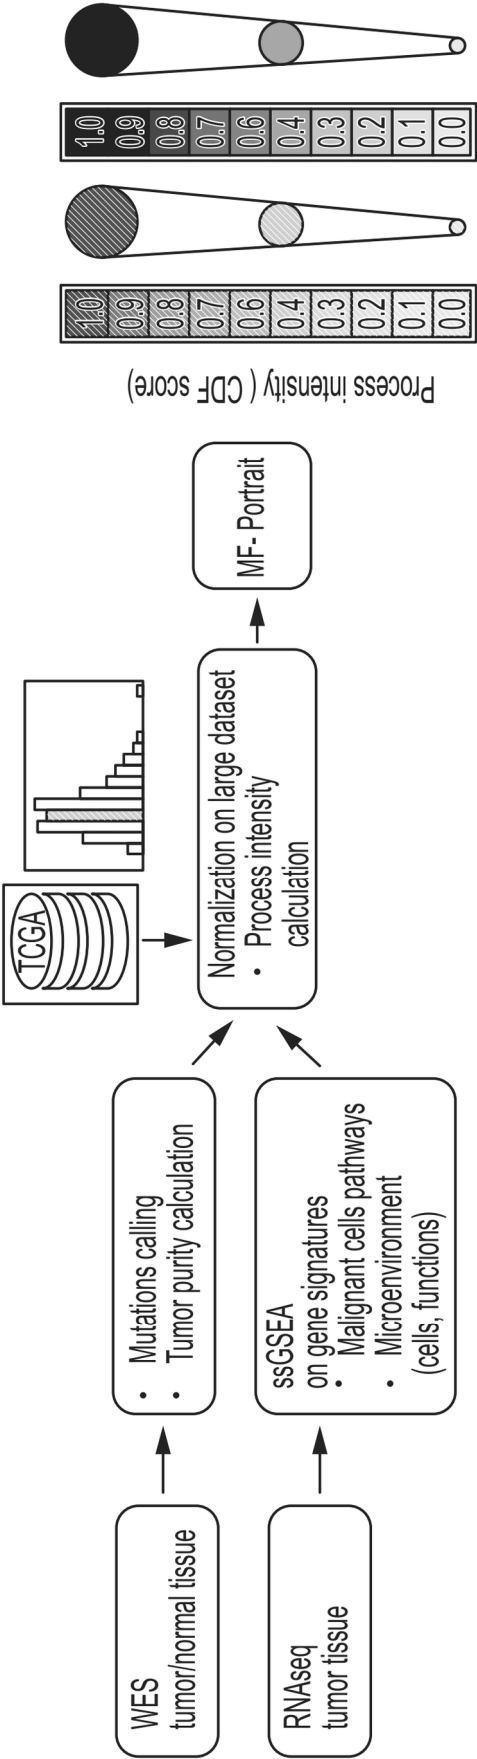 WES
tumor/normal tissue
RNAseq
tumor tissue
• Mutations calling
• Tumor purity calculation
ssGSEA
on gene signatures
• Malignant cells pathways
• Microenvironment
(cells, functions)
TCGA
Normalization on large dataset
• Process intensity
calculation
MF- Portrait
Process intensity ( CDF score)
1.0
0.9
0.8
0.7
0.6
0.4
0.3
0.2
0.1
0.0
1.0
0.9
0.8
0.7
0.6
0.4
0.3
0.2
0.1
0.0